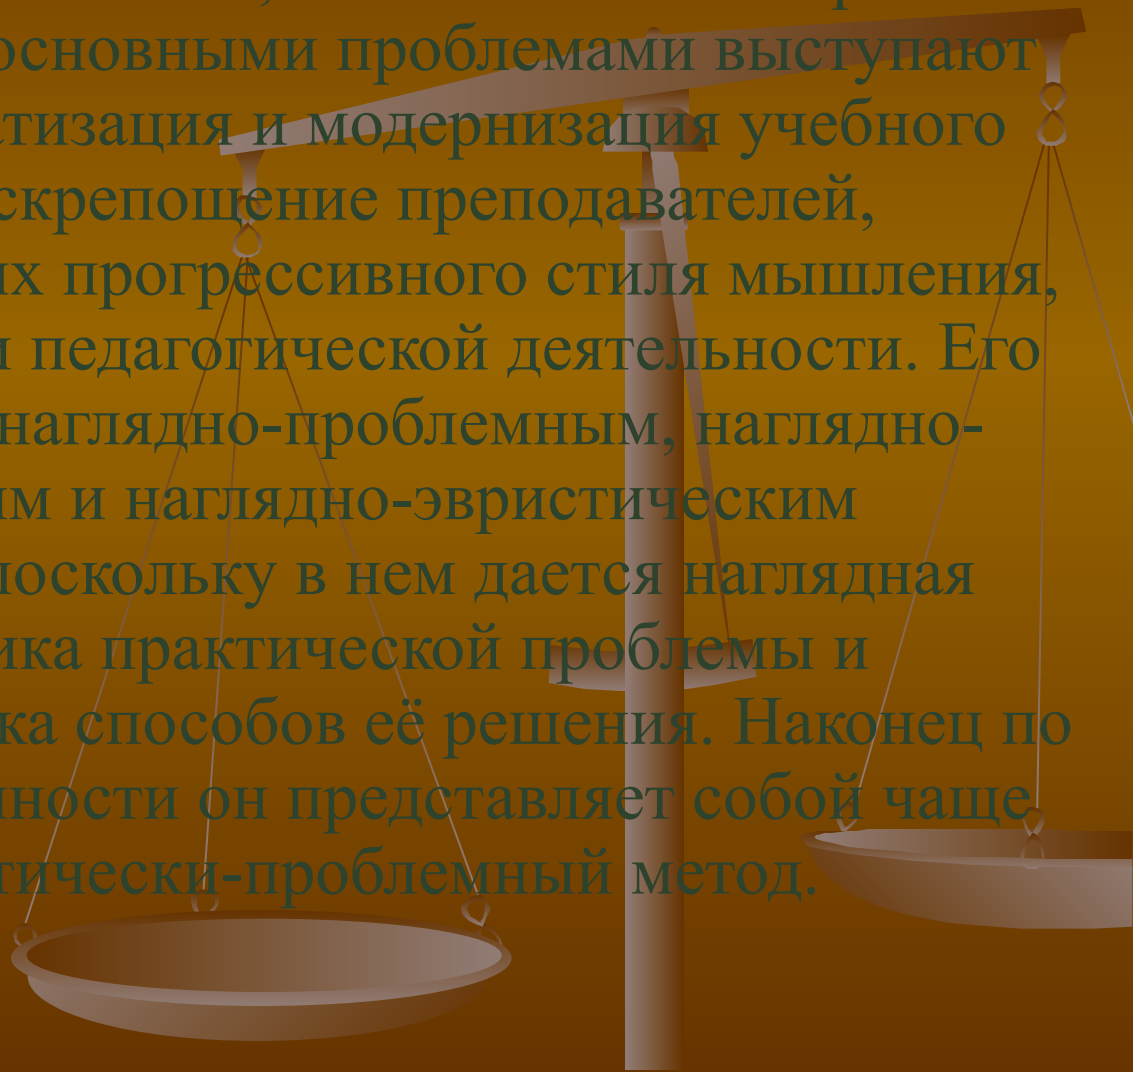 основными проблемами выступают
тизация и модернизация учебного
скрепощение преподавателей,
их прогрессивного стиля мышления,
и педагогической деятельности. Его
наглядно-проблемным, наглядно-
ым и наглядно-эвристическим
поскольку в нем дается наглядная
ика практической проблемы и
ка способов её решения. Наконец по
ности он представляет собой чаще
тически-проблемный метод.